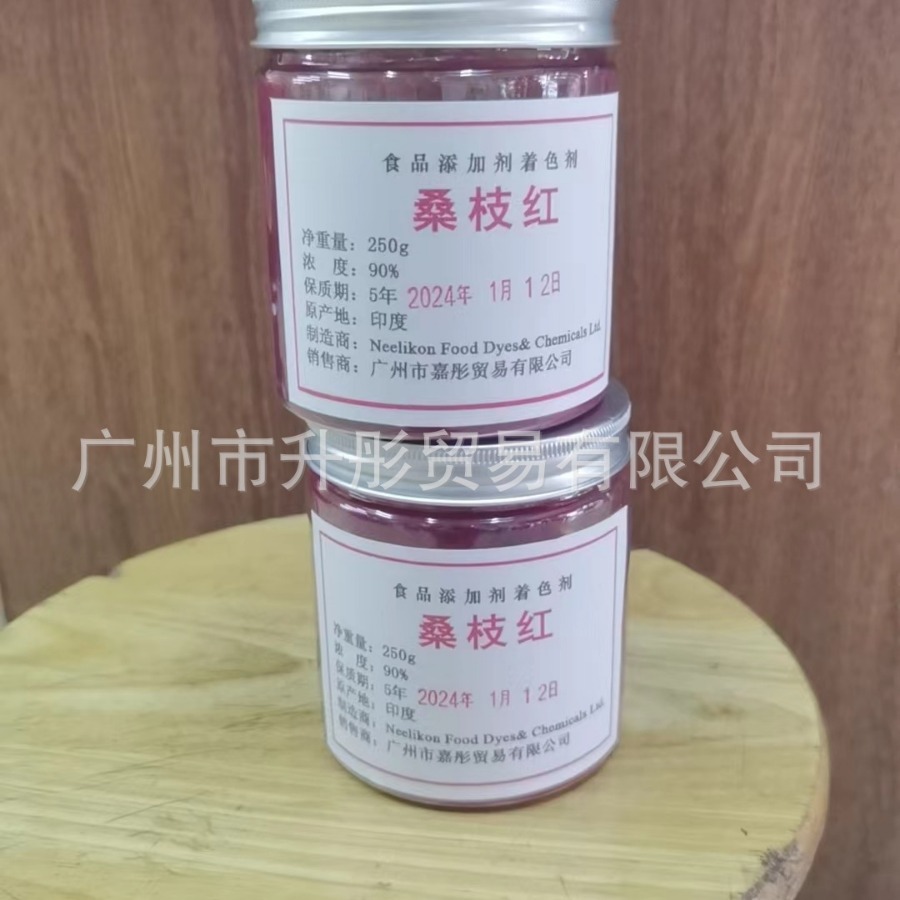 食品添加剂着色剂
桑枝红
净重量：250g
浓 度：90%
保质期：5年 2024年 1月 12日
原产地：印度
制造商：Neelikon Food Dyes& Chemicals Ltd.
销售商：广州市嘉彤贸易有限公司
广州市升彤贸易有限公司
食品添加剂着色剂
桑枝红
净重量：250g
浓 度：90%
保质期：5年 2024年 1月 12日
原产地：印度
制造商：Neelikon Food Dyes& Chemicals Ltd.
销售商：广州市嘉彤贸易有限公司